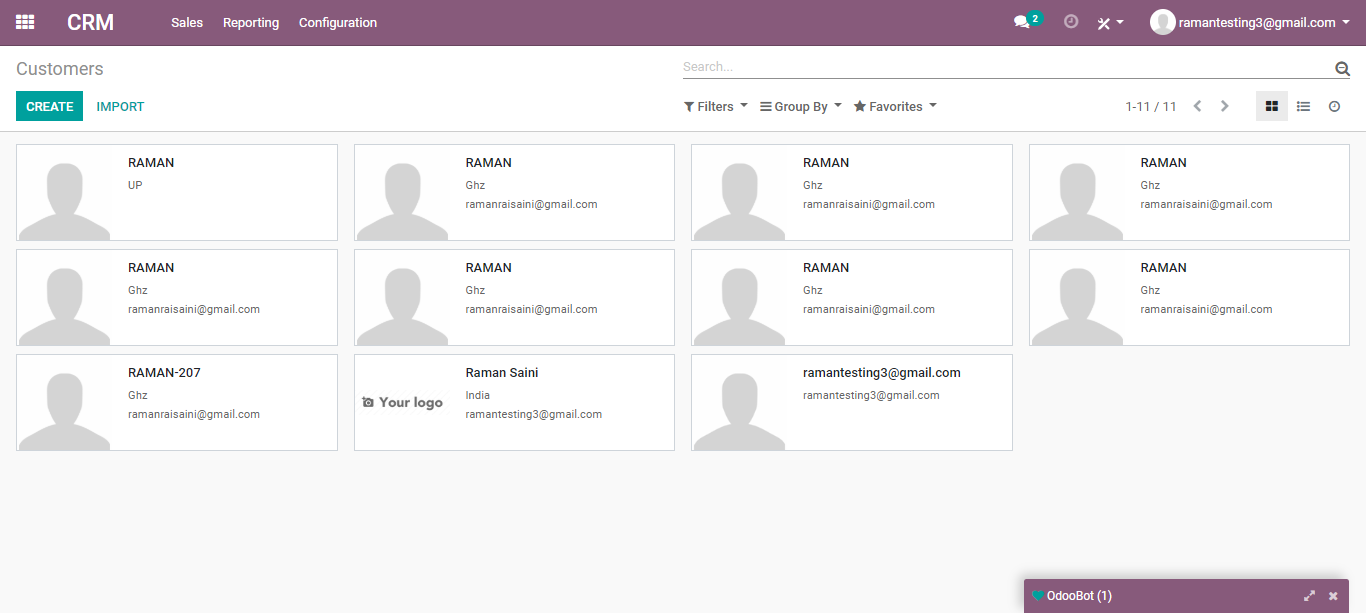 CRM Sales Reporting Configuration 2 ramantesting3@gmail.com
Customers Search...
CREATE IMPORT Filters Group By Favorites 1-11 / 11
RAMAN
UP
RAMAN
Ghz
ramanraisaini@gmail.com
RAMAN
Ghz
ramanraisaini@gmail.com
RAMAN
Ghz
ramanraisaini@gmail.com
RAMAN
Ghz
ramanraisaini@gmail.com
RAMAN
Ghz
ramanraisaini@gmail.com
RAMAN
Ghz
ramanraisaini@gmail.com
RAMAN
Ghz
ramanraisaini@gmail.com
RAMAN-207
Ghz
ramanraisaini@gmail.com
Your logo
Raman Saini
India
ramantesting3@gmail.com
ramantesting3@gmail.com
ramantesting3@gmail.com
OdooBot (1)